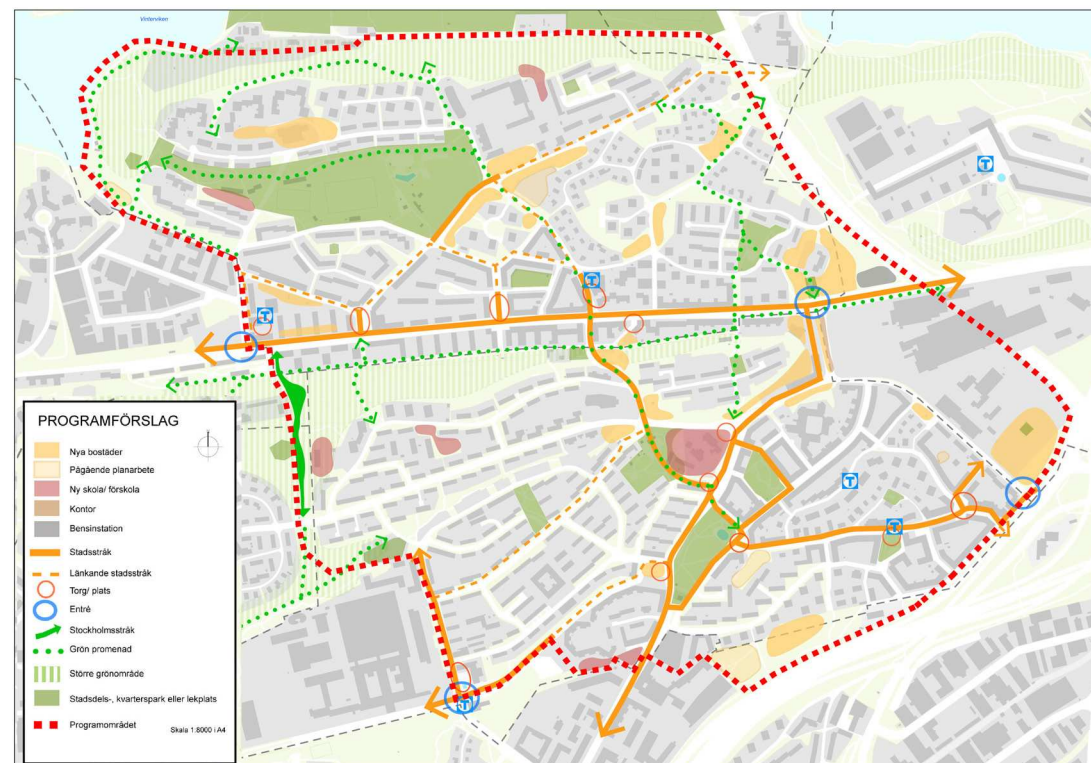 Vinterviken
T
T
T
T
T
T
PROGRAMFÖRSLAG
Nya bostäder
Pågående planarbete
Ny skola/ förskola
Kontor
Bensinstation
Stadsstråk
Länkande stadsstråk
Torg/ plats
Entré
Stockholmsstråk
Grön promenad
Större grönområde
Stadsdels-, kvarterspark eller lekplats
Programområdet
Skala 1:8000 i A4